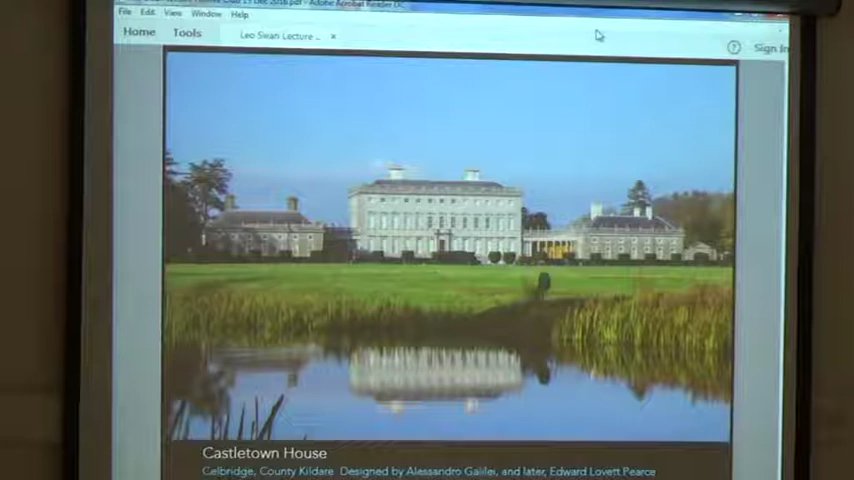 File Edit View Window Help
Home Tools Leo Swan Lecture ... × ? Sign In
Castletown House
Celbridge, County Kildare. Designed by Alessandro Galilei, and later, Edward Lovett Pearce